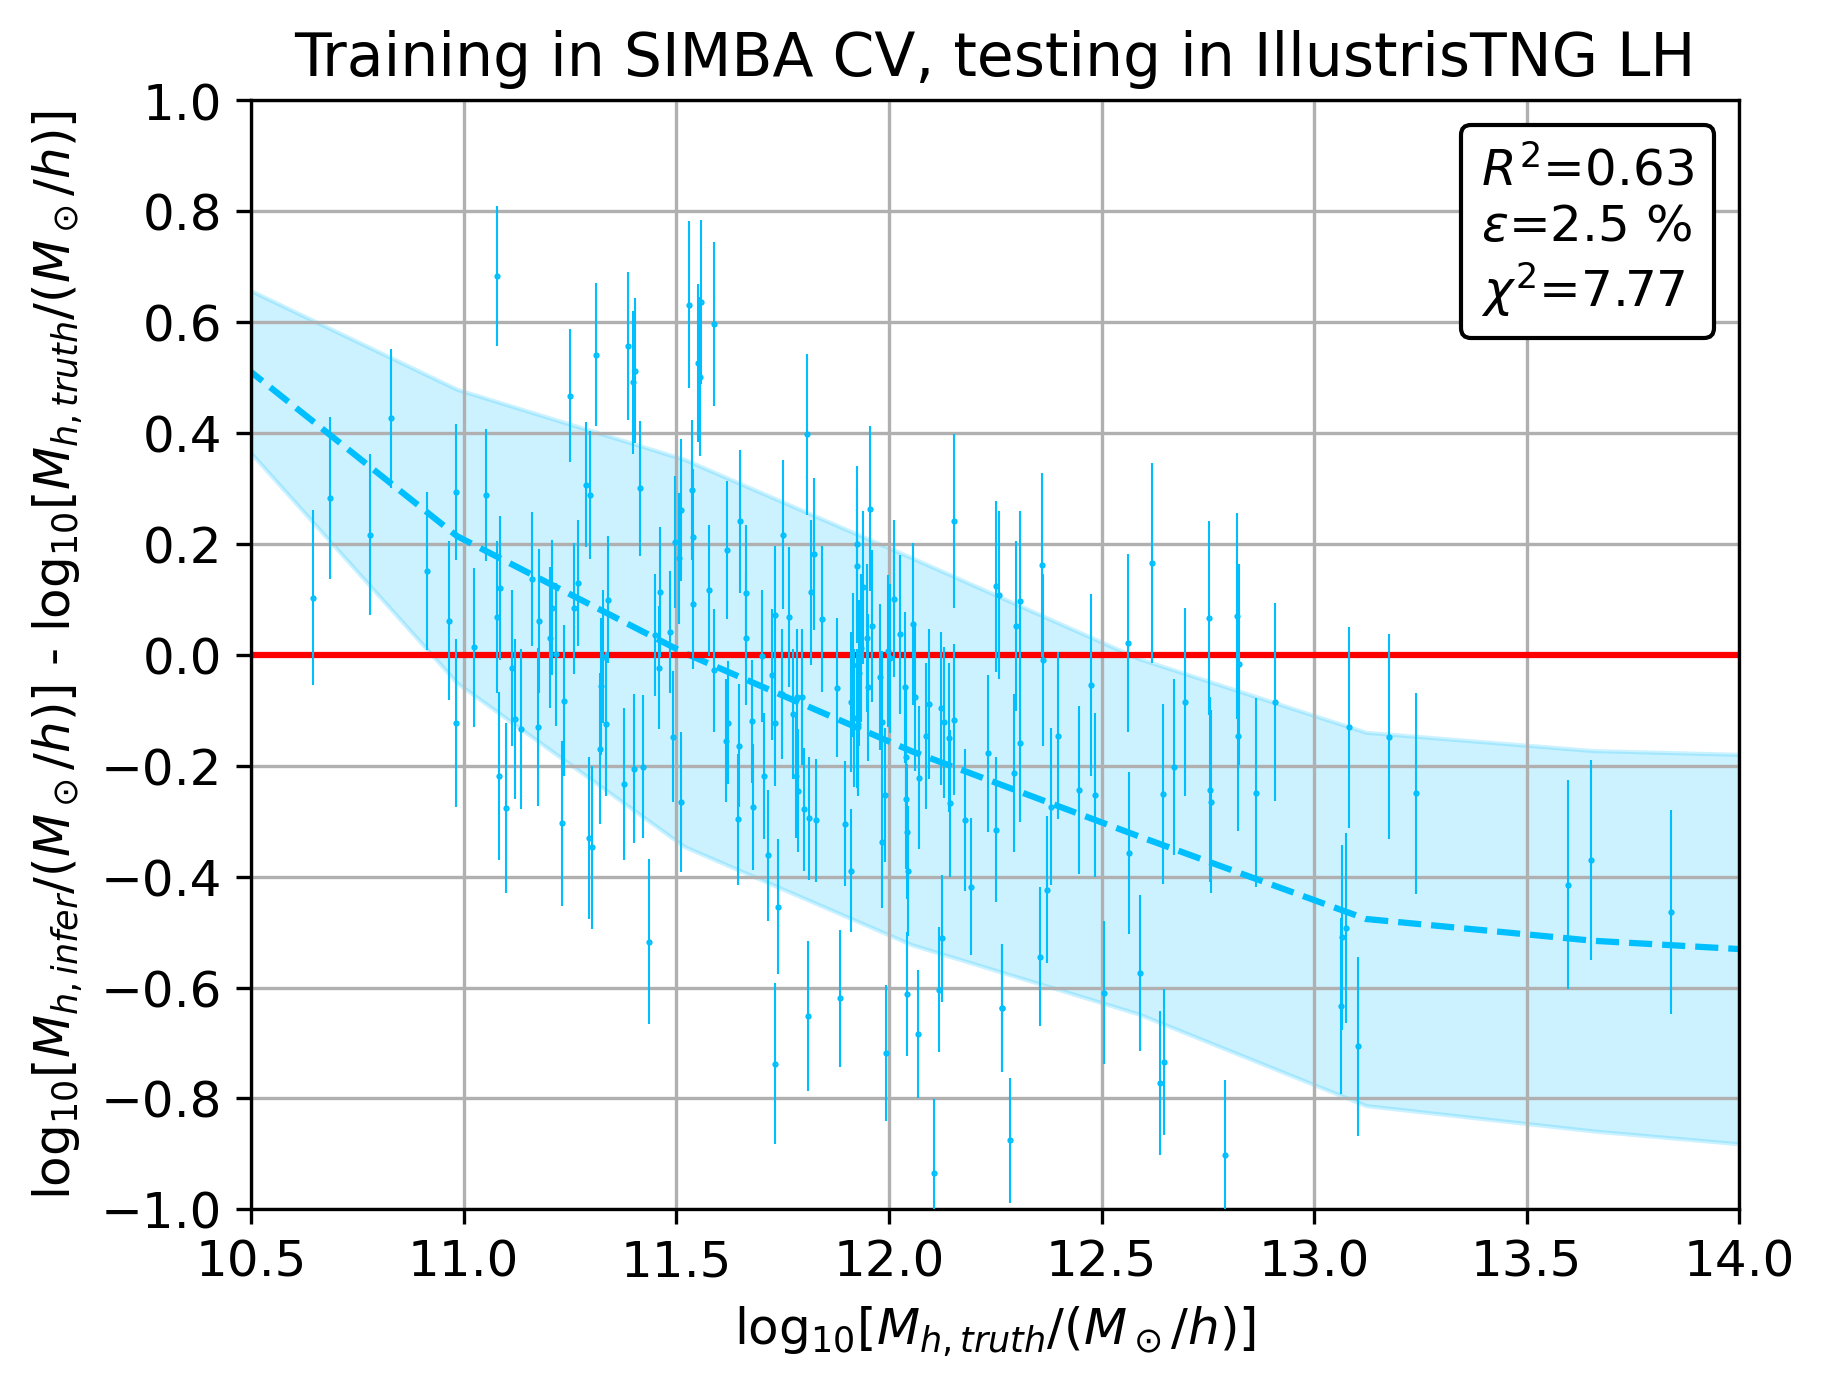 Training in SIMBA CV, testing in IllustrisTNG LH
log₁₀[M_{h,infer}/(M_⊙/h)] - log₁₀[M_{h,truth}/(M_⊙/h)]
1.0
0.8
0.6
0.4
0.2
0.0
−0.2
−0.4
−0.6
−0.8
−1.0
R²=0.63
ε=2.5 %
χ²=7.77
10.5 11.0 11.5 12.0 12.5 13.0 13.5 14.0
log₁₀[M_{h,truth}/(M_⊙/h)]